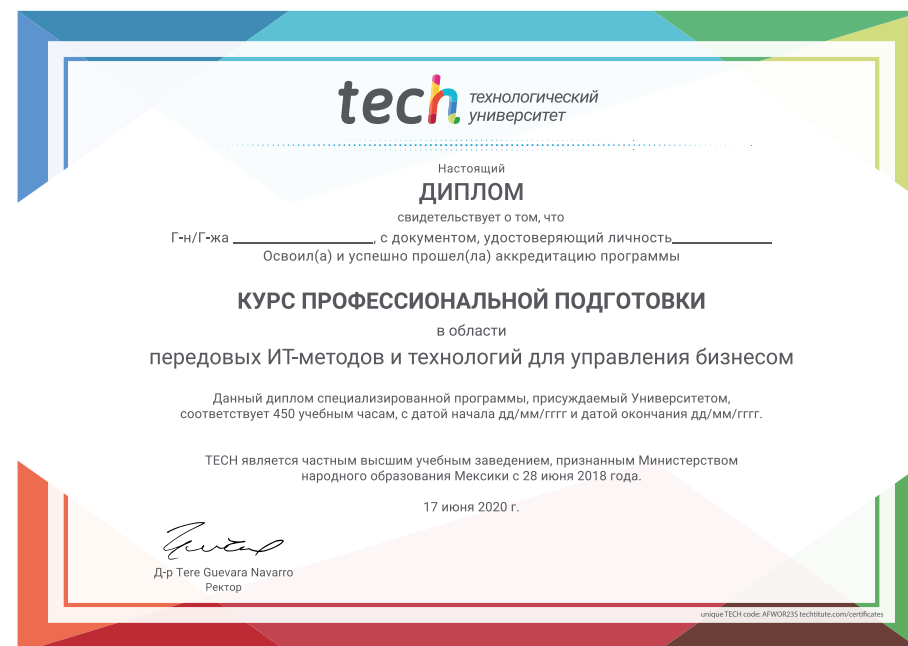 tech технологический
университет
Настоящий
ДИПЛОМ
свидетельствует о том, что
Г-н/Г-жа ____________________, с документом, удостоверяющий личность______________
Освоил(а) и успешно прошел(ла) аккредитацию программы
КУРС ПРОФЕССИОНАЛЬНОЙ ПОДГОТОВКИ
в области
передовых ИТ-методов и технологий для управления бизнесом
Данный диплом специализированной программы, присуждаемый Университетом,
соответствует 450 учебным часам, с датой начала дд/мм/гггг и датой окончания дд/мм/гггг.
TECH является частным высшим учебным заведением, признанным Министерством
народного образования Мексики с 28 июня 2018 года.
17 июня 2020 г.
Д-р Tere Guevara Navarro
Ректор
unique TECH code: AFWOR23S techtitute.com/certificates